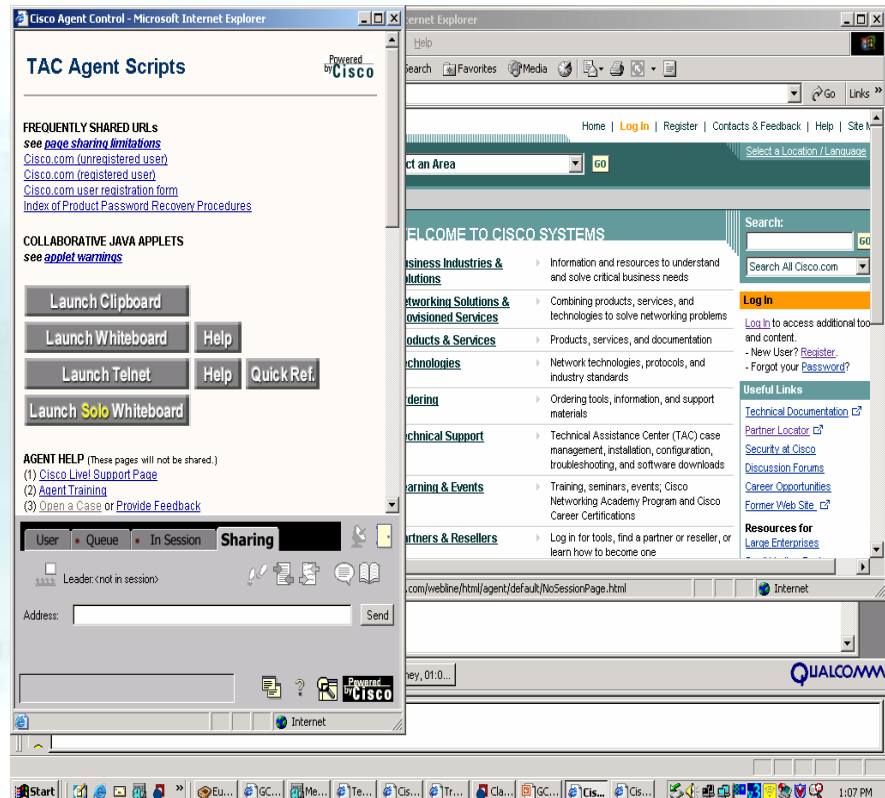 Cisco Agent Control - Microsoft Internet Explorer
TAC Agent Scripts
Powered
by Cisco
FREQUENTLY SHARED URLs
see page sharing limitations
Cisco.com (unregistered user)
Cisco.com (registered user)
Cisco.com user registration form
Index of Product Password Recovery Procedures
COLLABORATIVE JAVA APPLETS
see applet warnings
Launch Clipboard
Launch Whiteboard Help
Launch Telnet Help Quick Ref.
Launch Solo Whiteboard
AGENT HELP (These pages will not be shared.)
(1) Cisco Live! Support Page
(2) Agent Training
(3) Open a Case or Provide Feedback
User Queue In Session Sharing
Leader:<not in session>
Address: Send
Powered
by Cisco
Internet
ernet Explorer
Help
Search Favorites Media
Go Links »
Home | Log In | Register | Contacts & Feedback | Help | Site M
Select a Location / Language
ct an Area GO
ELCOME TO CISCO SYSTEMS
usiness Industries &
olutions
Information and resources to understand
and solve critical business needs
etworking Solutions &
ovisioned Services
Combining products, services, and
technologies to solve networking problems
oducts & Services
Products, services, and documentation
chnologies
Network technologies, protocols, and
industry standards
dering
Ordering tools, information, and support
materials
chnical Support
Technical Assistance Center (TAC) case
management, installation, configuration,
troubleshooting, and software downloads
arning & Events
Training, seminars, events; Cisco
Networking Academy Program and Cisco
Career Certifications
rtners & Resellers
Log in for tools, find a partner or reseller, or
learn how to become one
Search:
GO
Search All Cisco.com
Log In
Log In to access additional too
and content.
- New User? Register.
- Forgot your Password?
Useful Links
Technical Documentation
Partner Locator
Security at Cisco
Discussion Forums
Career Opportunities
Former Web Site
Resources for
Large Enterprises
.com/webline/html/agent/default/NoSessionPage.html
Internet
ney, 01:0...
QUALCOMM
Start » Eu... GC... Me... Te... Cis... Tr... Cla... GC... Cis... Cis... 1:07 PM